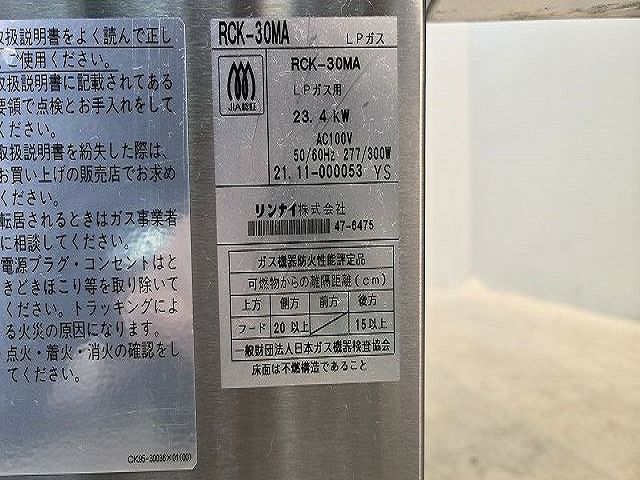 取扱説明書をよく読んで正し
くご使用ください。
取扱説明書に記載されてある
要領で点検とお手入れをして
ください。
取扱説明書を紛失した際は、
お買い上げの販売店でお求め
ください。
転居されるときはガス事業者
に相談してください。
電源プラグ・コンセントはと
きどきほこり等を取り除いて
ください。トラッキングによ
る火災の原因になります。
点火・着火・消火の確認をし
てください。
CK95-30036×01(00)
RCK-30MA LPガス
JIA認証
RCK-30MA
LPガス用
23.4kW
AC100V
50/60Hz 277/300W
21.11-000053 YS
リンナイ株式会社
47-6475
ガス機器防火性能評定品
可燃物からの離隔距離(cm)
上方 側方 前方 後方
フード 20以上 15以上
一般財団法人日本ガス機器検査協会
床面は不燃構造であること